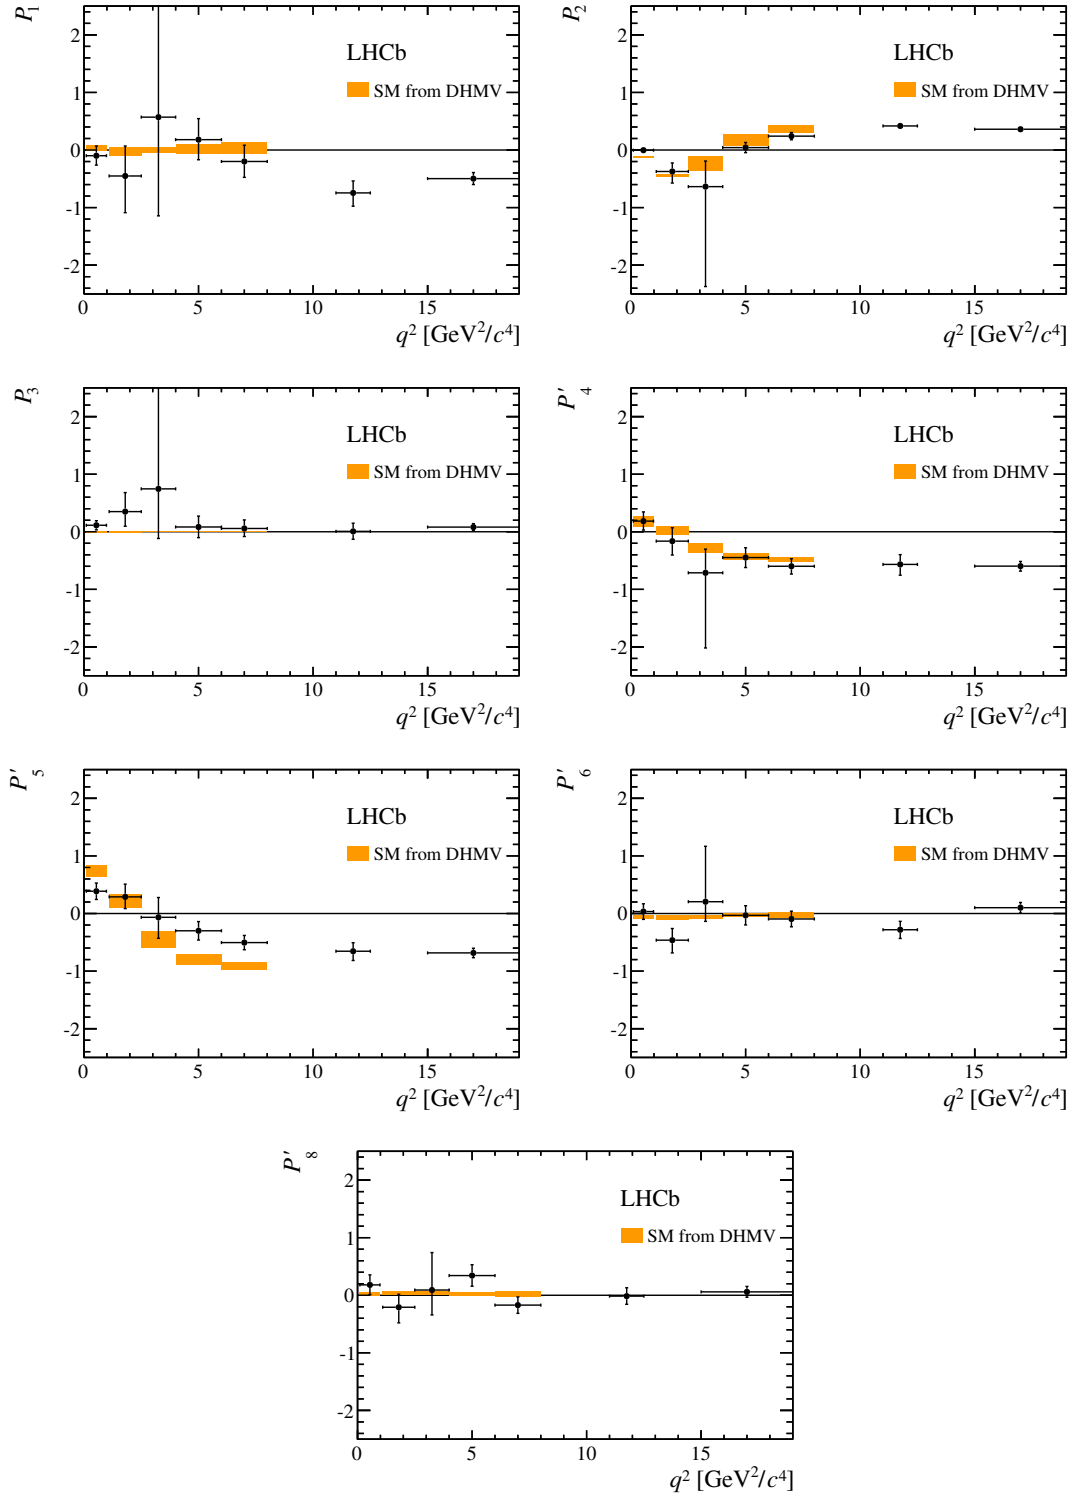 P₁
2
1
0
-1
-2
0 5 10 15
q² [GeV²/c⁴]
LHCb
SM from DHMV
P₂
2
1
0
-1
-2
0 5 10 15
q² [GeV²/c⁴]
LHCb
SM from DHMV
P₃
2
1
0
-1
-2
0 5 10 15
q² [GeV²/c⁴]
LHCb
SM from DHMV
P′₄
2
1
0
-1
-2
0 5 10 15
q² [GeV²/c⁴]
LHCb
SM from DHMV
P′₅
2
1
0
-1
-2
0 5 10 15
q² [GeV²/c⁴]
LHCb
SM from DHMV
P′₆
2
1
0
-1
-2
0 5 10 15
q² [GeV²/c⁴]
LHCb
SM from DHMV
P′₈
2
1
0
-1
-2
0 5 10 15
q² [GeV²/c⁴]
LHCb
SM from DHMV